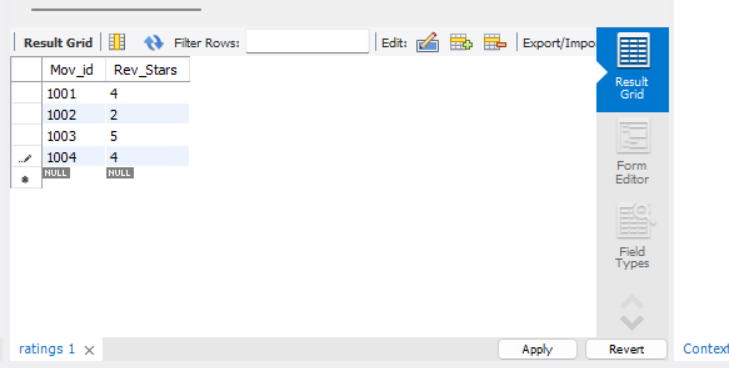 Result Grid Filter Rows: Edit: Export/Impo
Mov_id Rev_Stars
1001 4
1002 2
1003 5
1004 4
NULL NULL
Result
Grid
Form
Editor
Field
Types
ratings 1 Apply Revert Context